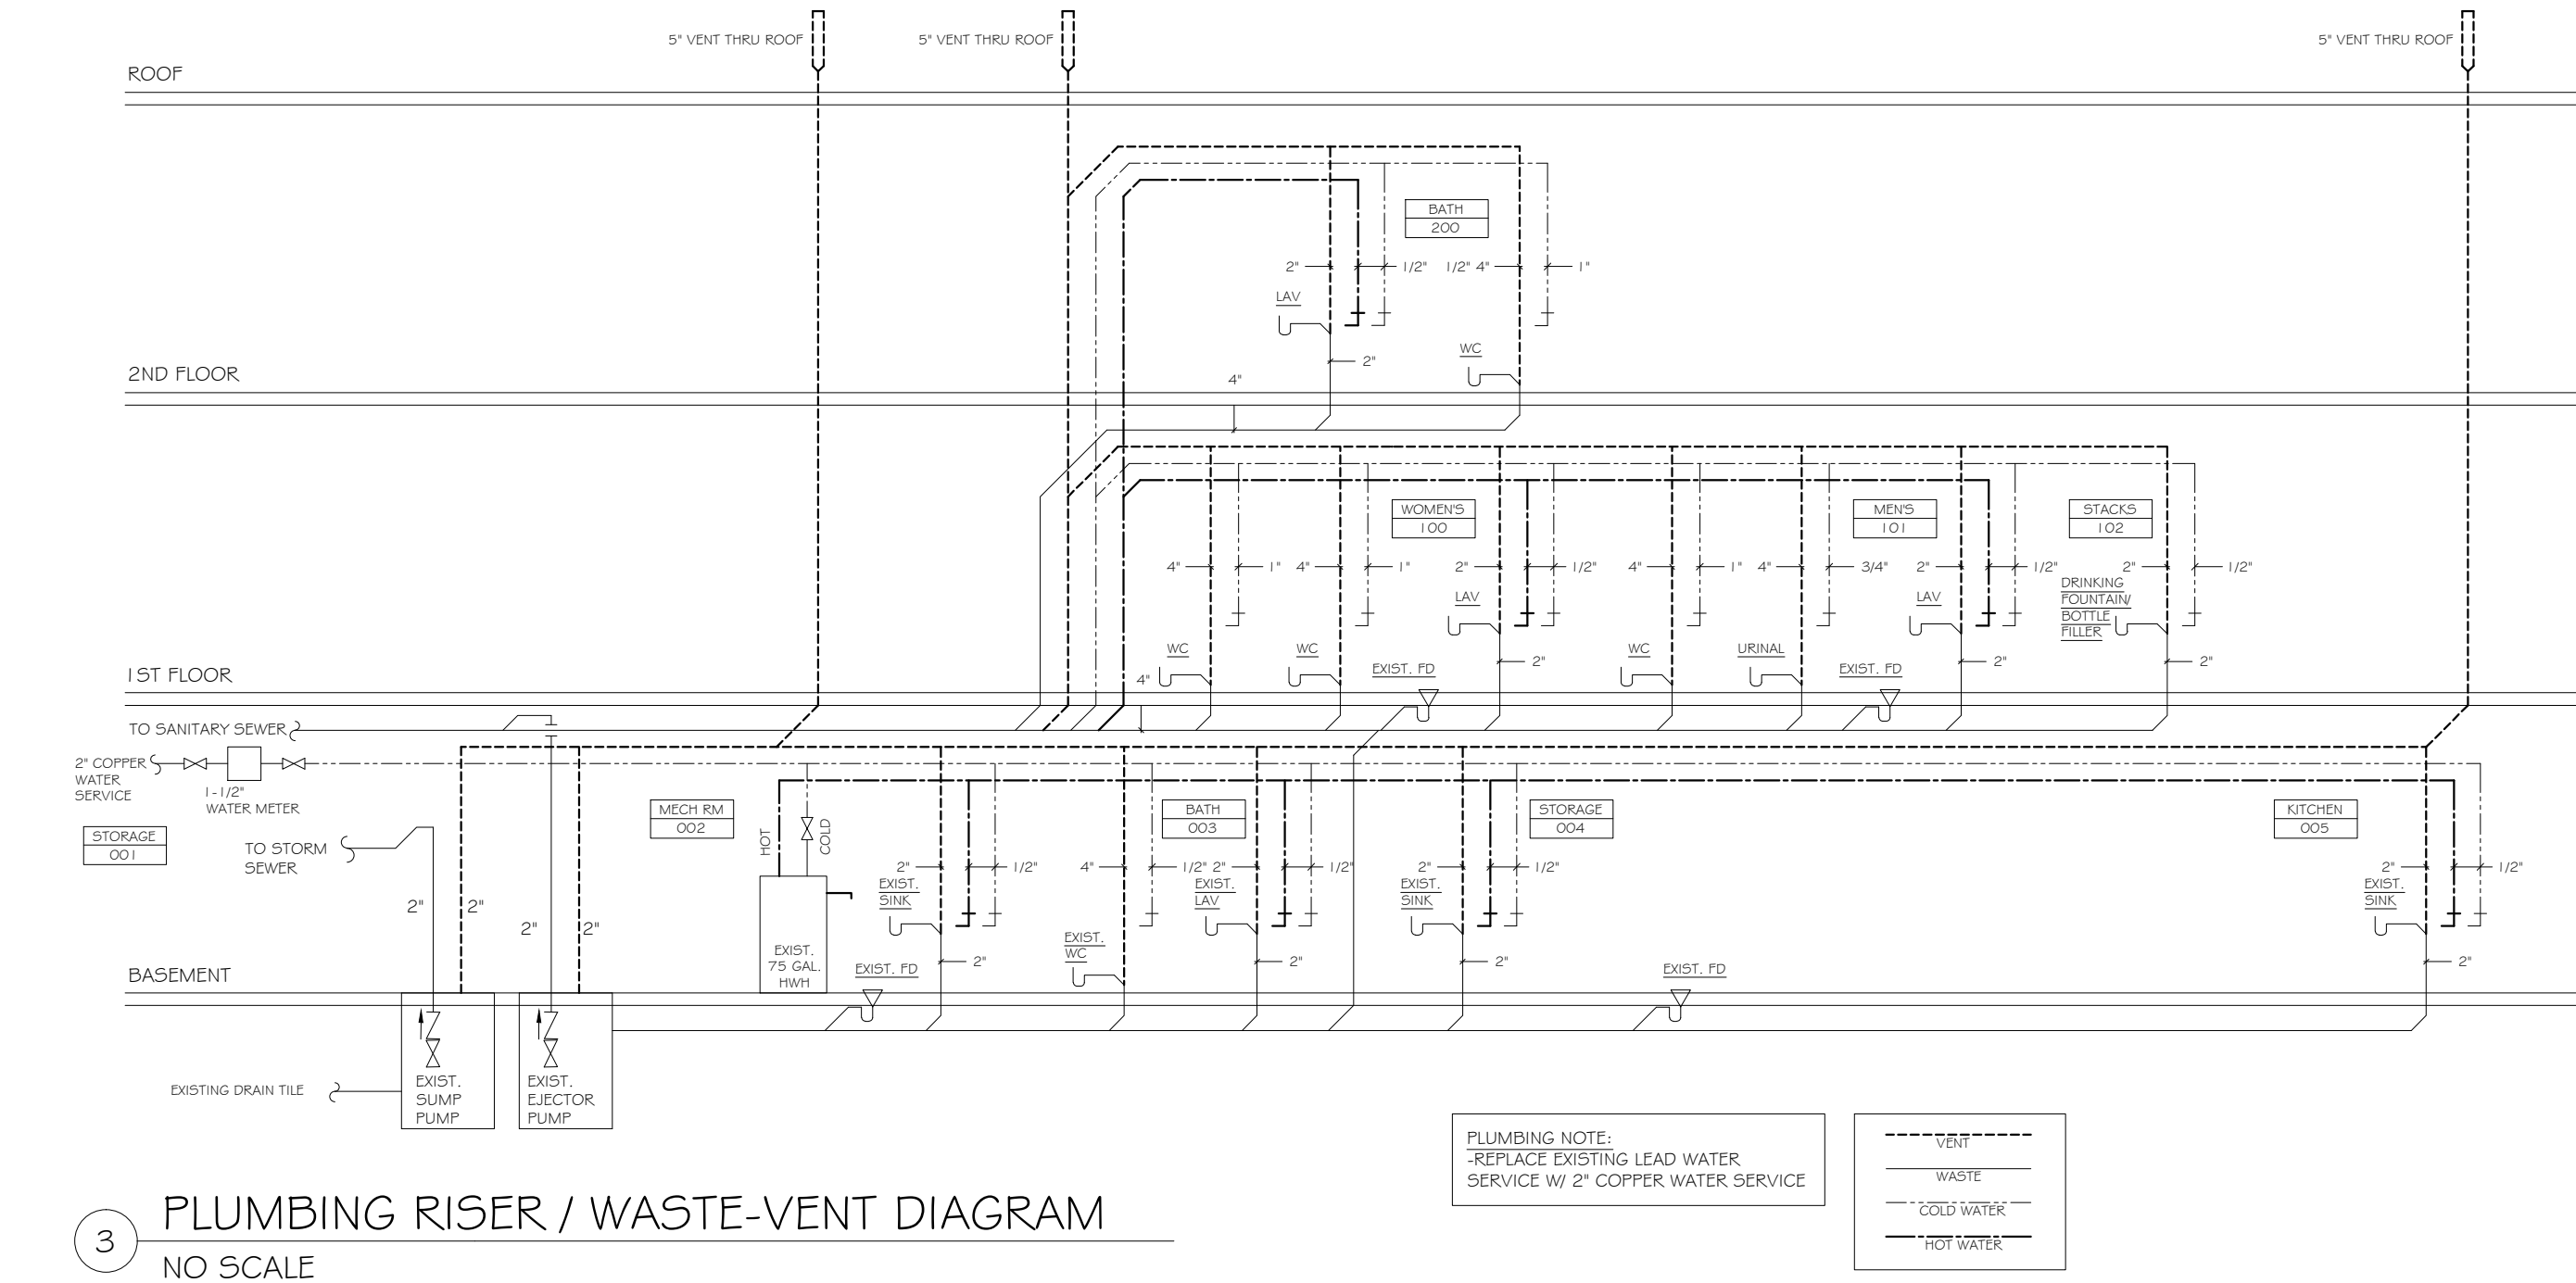 5" VENT THRU ROOF
5" VENT THRU ROOF
5" VENT THRU ROOF
ROOF
BATH
200
2"
1/2"
1/2"
4"
1"
LAV
WC
2"
2ND FLOOR
4"
WOMEN'S
100
MEN'S
101
STACKS
102
4"
1"
4"
1"
2"
1/2"
4"
1"
4"
3/4"
2"
1/2"
2"
1/2"
LAV
LAV
DRINKING
FOUNTAIN/
BOTTLE
FILLER
WC
WC
WC
URINAL
EXIST. FD
EXIST. FD
2"
2"
2"
1ST FLOOR
4"
TO SANITARY SEWER
2" COPPER
WATER
SERVICE
1-1/2"
WATER METER
STORAGE
001
TO STORM
SEWER
MECH RM
002
HOT
COLD
BATH
003
STORAGE
004
KITCHEN
005
2"
1/2"
4"
1/2"
2"
1/2"
2"
1/2"
2"
1/2"
EXIST.
SINK
EXIST.
LAV
EXIST.
SINK
EXIST.
SINK
2"
2"
2"
2"
EXIST.
WC
EXIST.
75 GAL.
HWH
EXIST. FD
EXIST. FD
2"
2"
2"
2"
BASEMENT
EXISTING DRAIN TILE
EXIST.
SUMP
PUMP
EXIST.
EJECTOR
PUMP
PLUMBING NOTE:
-REPLACE EXISTING LEAD WATER
SERVICE W/ 2" COPPER WATER SERVICE
VENT
WASTE
COLD WATER
HOT WATER
3
PLUMBING RISER / WASTE-VENT DIAGRAM
NO SCALE